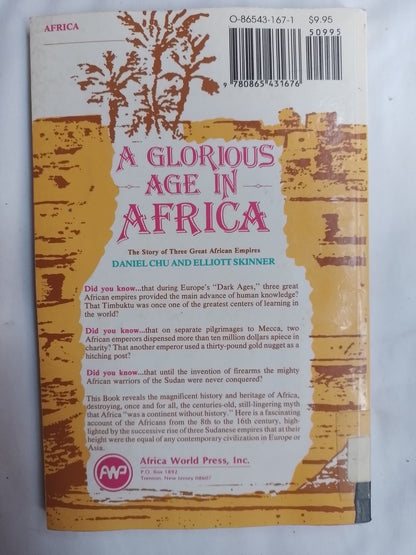 AFRICA
O-86543-167-1
$9.95
50995
9 780865 431676
A GLORIOUS
AGE IN
AFRICA
The Story of Three Great African Empires
DANIEL CHU AND ELLIOTT SKINNER
Did you know...that during Europe's "Dark Ages," three great
African empires provided the main advance of human knowledge?
That Timbuktu was once one of the greatest centers of learning in
the world?
Did you know...that on separate pilgrimages to Mecca, two
African emperors dispensed more than ten million dollars apiece in
charity? That another emperor used a thirty-pound gold nugget as a
hitching post?
Did you know...that until the invention of firearms the mighty
African warriors of the Sudan were never conquered?
This Book reveals the magnificent history and heritage of Africa,
destroying, once and for all, the centuries-old, still-lingering myth
that Africa "was a continent without history." Here is a fascinating
account of the Africans from the 8th to the 16th century, high-
lighted by the successive rise of three Sudanese empires that at their
height were the equal of any contemporary civilization in Europe or
Asia.
AWP
Africa World Press, Inc.
P.O. Box 1892
Trenton, New Jersey 08607